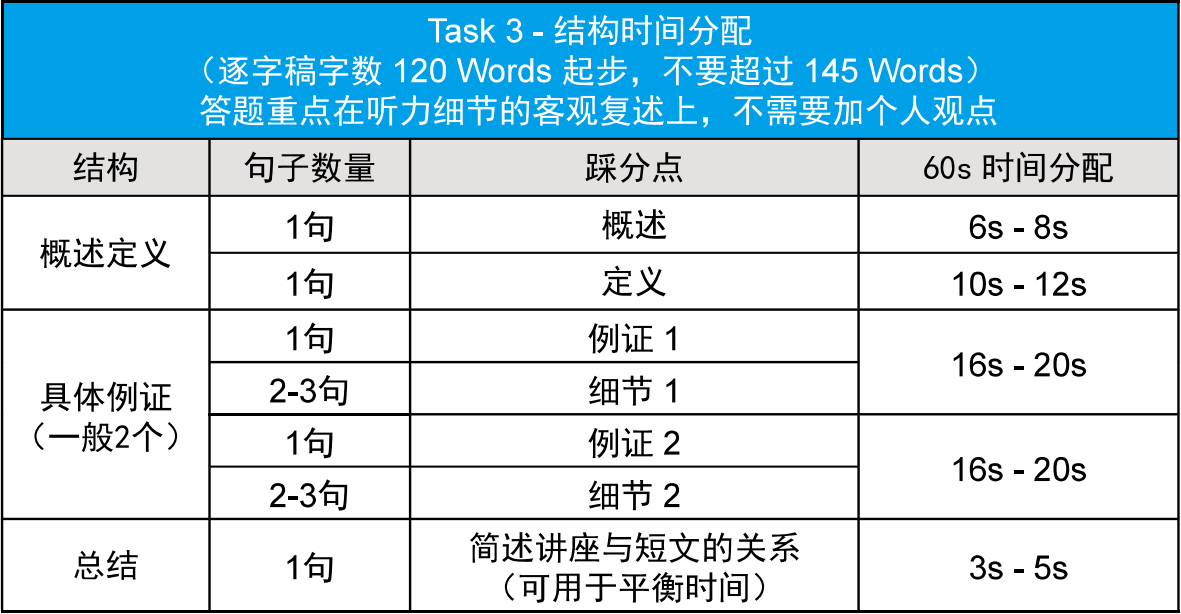 Task 3 - 结构时间分配
（逐字稿字数 120 Words 起步，不要超过 145 Words）
答题重点在听力细节的客观复述上，不需要加个人观点
结构 句子数量 踩分点 60s 时间分配
概述定义
1句 概述 6s - 8s
1句 定义 10s - 12s
具体例证
（一般2个）
1句 例证 1
2-3句 细节 1
16s - 20s
1句 例证 2
2-3句 细节 2
16s - 20s
总结 1句
简述讲座与短文的关系
（可用于平衡时间）
3s - 5s